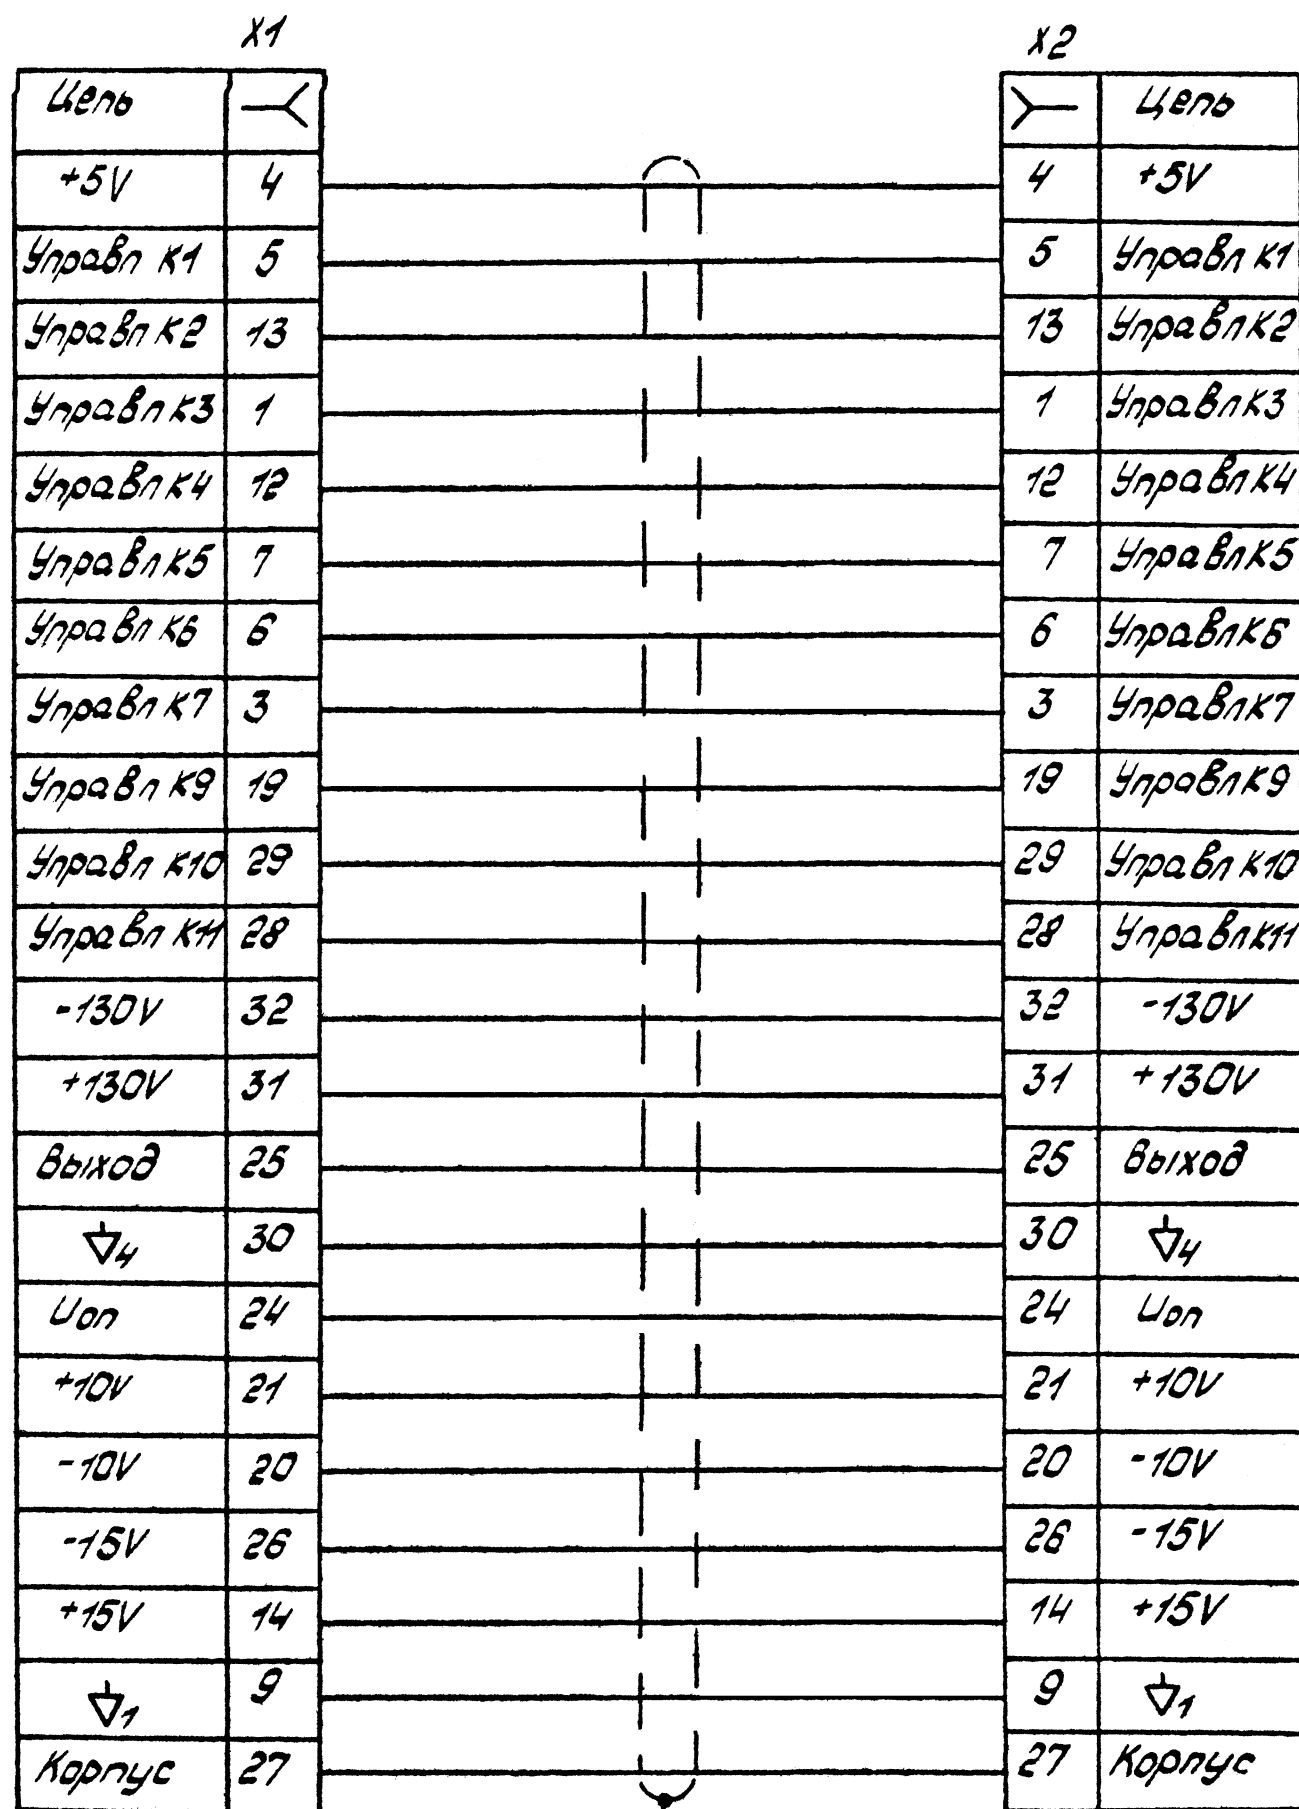 X1 X2
Цепь Цепь
+5V 4 4 +5V
Управл К1 5 5 Управл К1
Управл К2 13 13 Управл К2
Управл К3 1 1 Управл К3
Управл К4 12 12 Управл К4
Управл К5 7 7 Управл К5
Управл К6 6 6 Управл К6
Управл К7 3 3 Управл К7
Управл К9 19 19 Управл К9
Управл К10 29 29 Управл К10
Управл К11 28 28 Управл К11
-130V 32 32 -130V
+130V 31 31 +130V
Выход 25 25 Выход
4 30 30 4
Uоп 24 24 Uоп
+10V 21 21 +10V
-10V 20 20 -10V
-15V 26 26 -15V
+15V 14 14 +15V
1 9 9 1
Корпус 27 27 Корпус